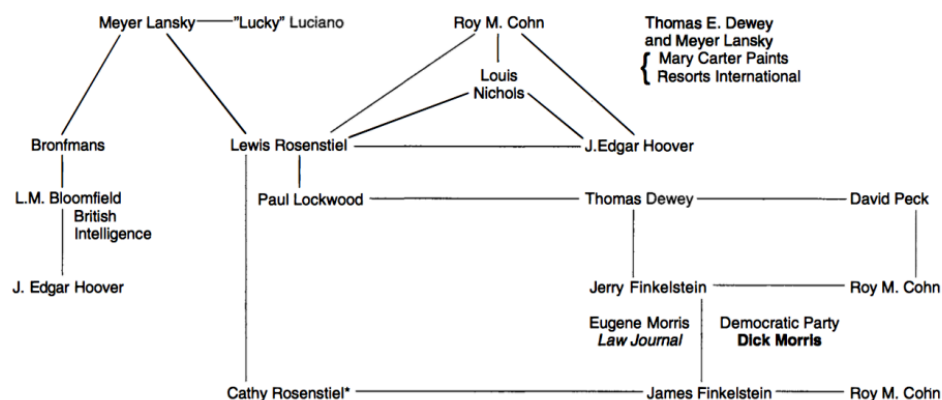 Meyer Lansky "Lucky" Luciano
Roy M. Cohn
Thomas E. Dewey
and Meyer Lansky
{ Mary Carter Paints
Resorts International
Louis
Nichols
Bronfmans
Lewis Rosenstiel
J.Edgar Hoover
L.M. Bloomfield
British
Intelligence
Paul Lockwood
Thomas Dewey
David Peck
J. Edgar Hoover
Jerry Finkelstein
Roy M. Cohn
Eugene Morris
Law Journal
Democratic Party
Dick Morris
Cathy Rosenstiel*
James Finkelstein
Roy M. Cohn